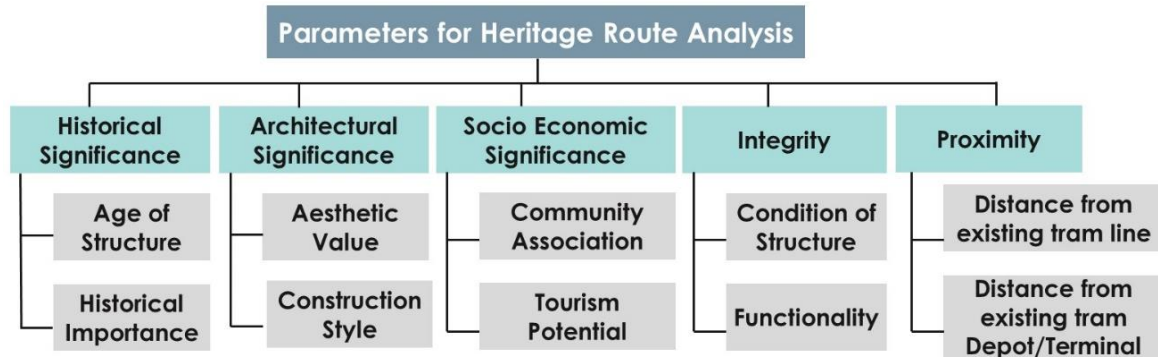 Parameters for Heritage Route Analysis
Historical
Significance
Architectural
Significance
Socio Economic
Significance
Integrity
Proximity
Age of
Structure
Aesthetic
Value
Community
Association
Condition of
Structure
Distance from
existing tram line
Historical
Importance
Construction
Style
Tourism
Potential
Functionality
Distance from
existing tram
Depot/Terminal